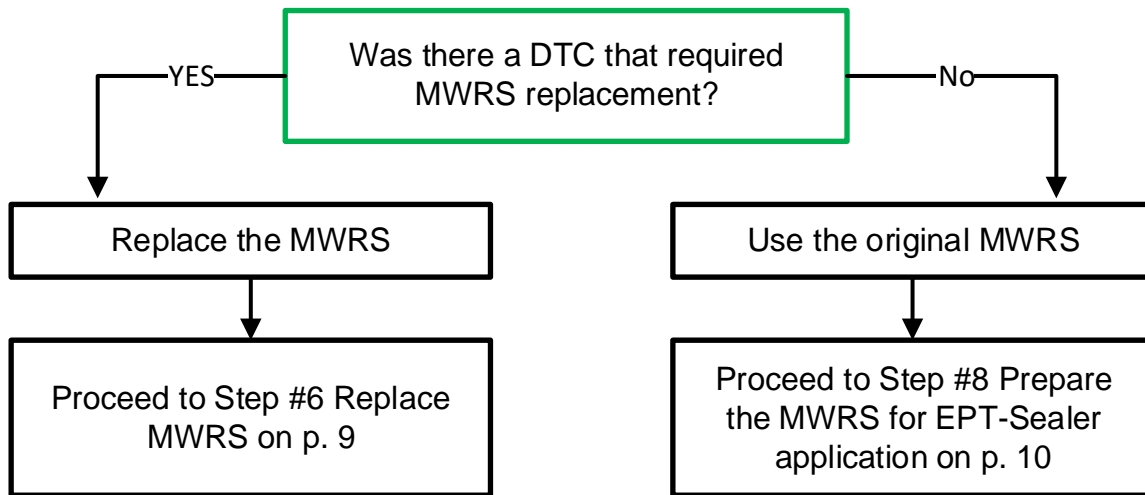 Was there a DTC that required
MWRS replacement?
YES
No
Replace the MWRS
Use the original MWRS
Proceed to Step #6 Replace
MWRS on p. 9
Proceed to Step #8 Prepare
the MWRS for EPT-Sealer
application on p. 10